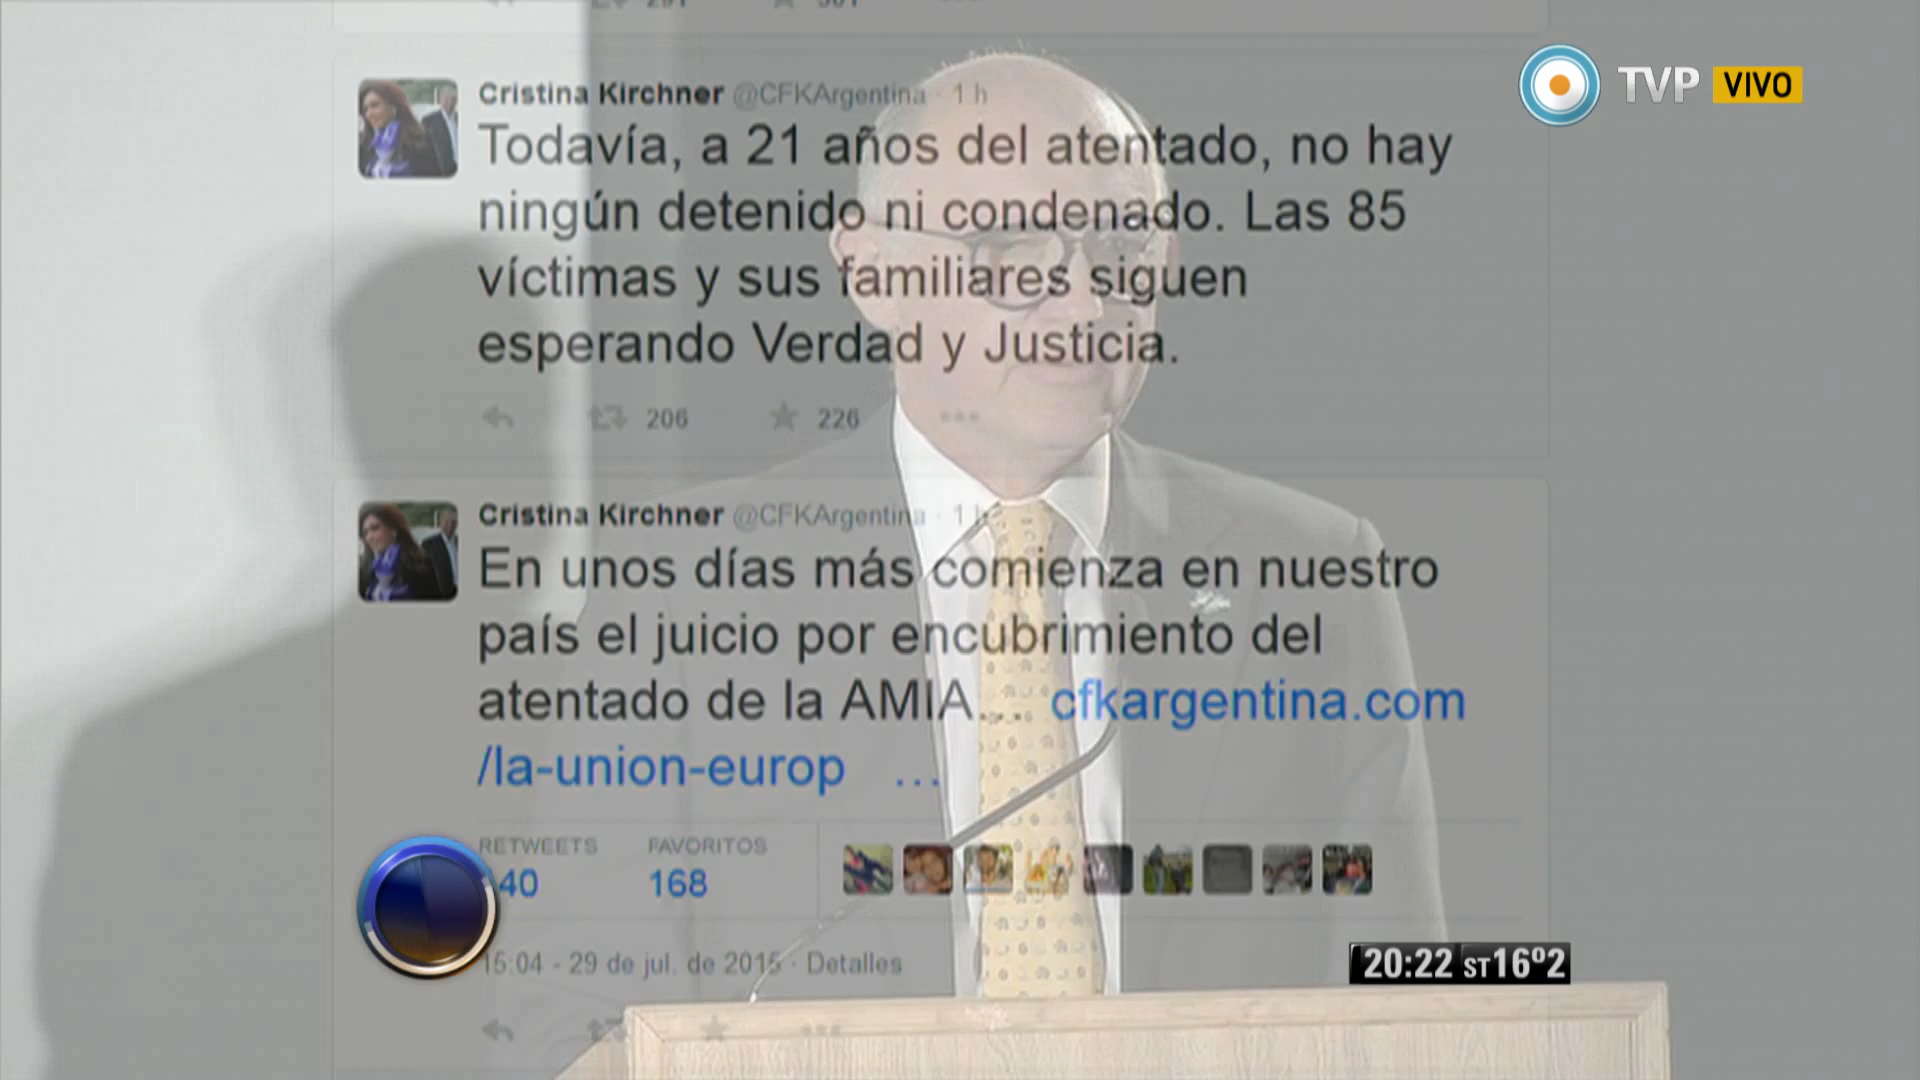 TVP VIVO
Cristina Kirchner @CFKArgentina · 1 h
Todavía, a 21 años del atentado, no hay
ningún detenido ni condenado. Las 85
víctimas y sus familiares siguen
esperando Verdad y Justicia.
206 226
Cristina Kirchner @CFKArgentina · 1 h
En unos días más comienza en nuestro
país el juicio por encubrimiento del
atentado de la AMIA... cfkargentina.com
/la-union-europ ...
RETWEETS FAVORITOS
168
15:04 - 29 de jul. de 2015 · Detalles
20:22 ST 16º2